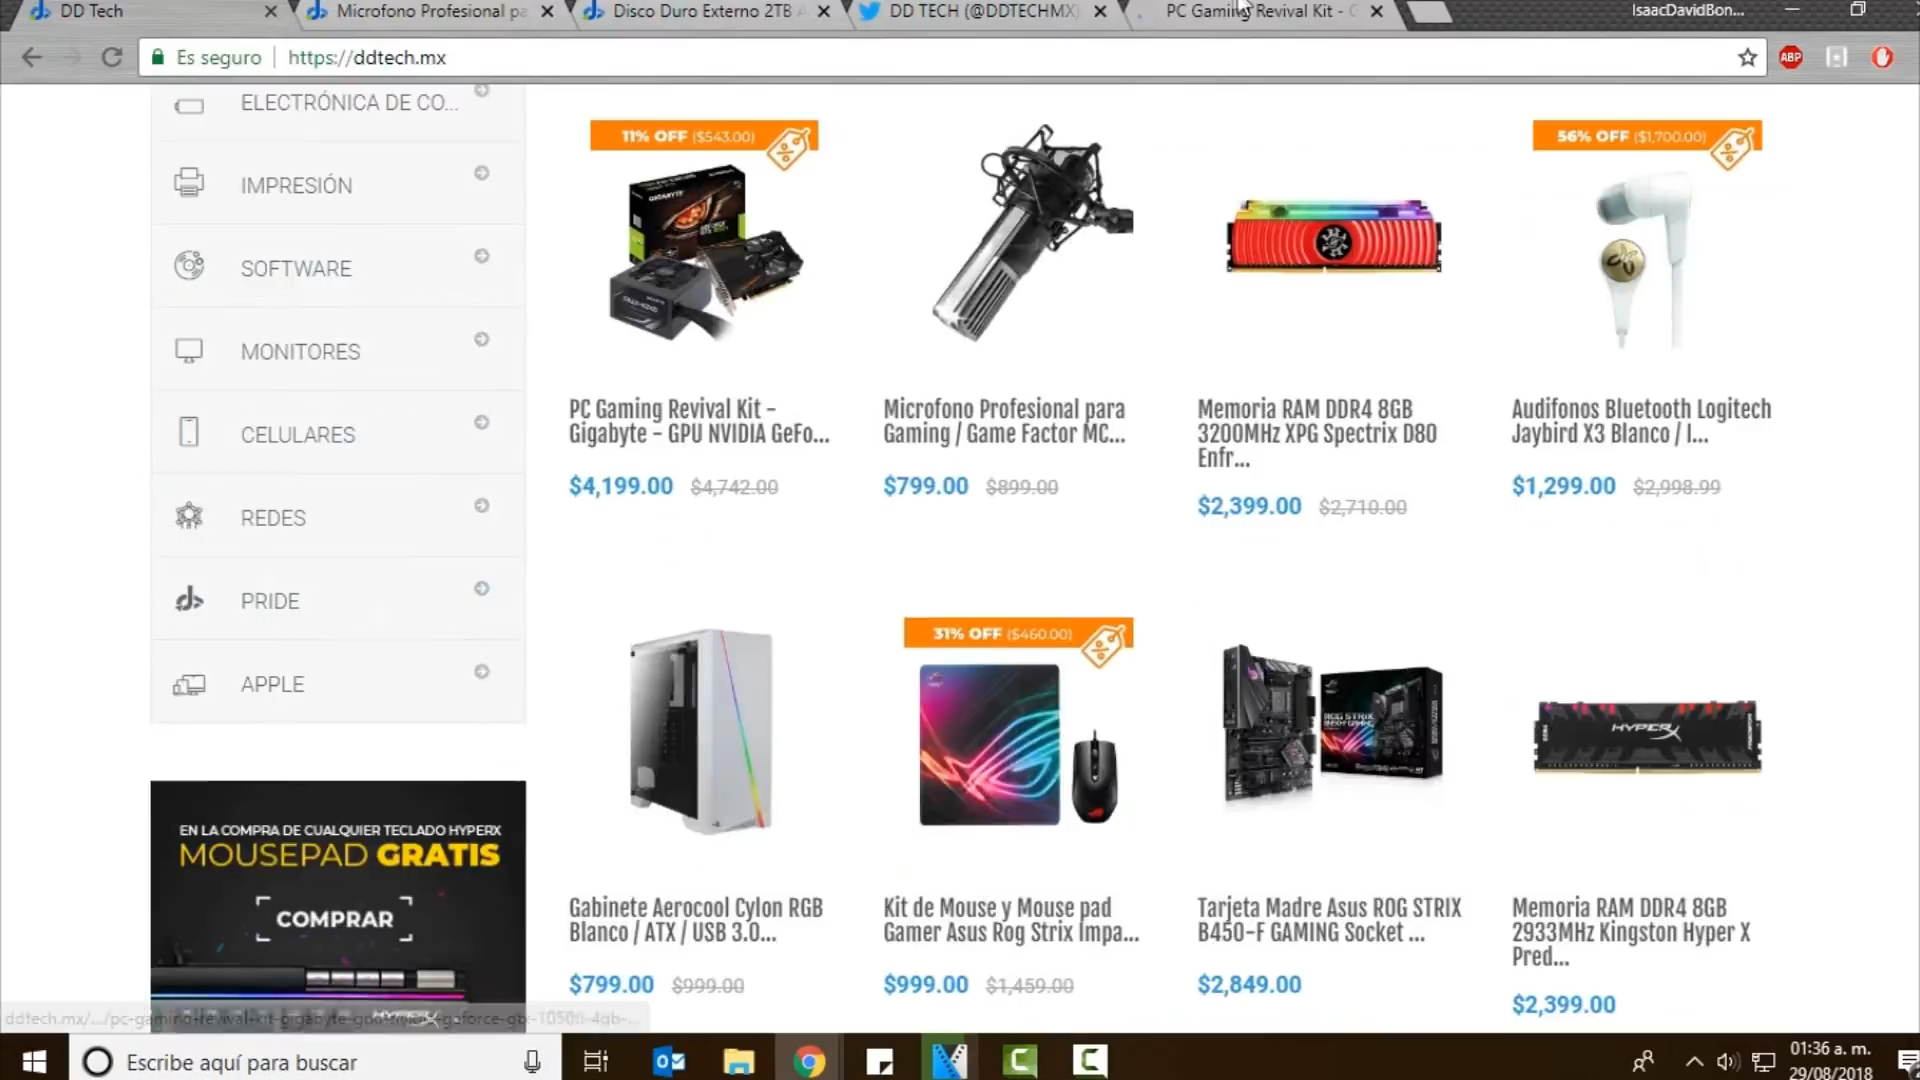 DD Tech
Microfono Profesional pa
Disco Duro Externo 2TB A
DD TECH (@DDTECHMX)
PC Gaming Revival Kit - G
IsaacDavidBon...
Es seguro
https://ddtech.mx
ABP
ELECTRÓNICA DE CO...
IMPRESIÓN
SOFTWARE
MONITORES
CELULARES
REDES
PRIDE
APPLE
EN LA COMPRA DE CUALQUIER TECLADO HYPERX
MOUSEPAD GRATIS
COMPRAR
11% OFF ($543.00)
GIGABYTE
PC Gaming Revival Kit -
Gigabyte - GPU NVIDIA GeFo...
$4,199.00 $4,742.00
Microfono Profesional para
Gaming / Game Factor MC...
$799.00 $899.00
Memoria RAM DDR4 8GB
3200MHz XPG Spectrix D80
Enfr...
$2,399.00 $2,710.00
56% OFF ($1,700.00)
Audifonos Bluetooth Logitech
Jaybird X3 Blanco / I...
$1,299.00 $2,998.99
Gabinete Aerocool Cylon RGB
Blanco / ATX / USB 3.0...
$799.00 $999.00
31% OFF ($460.00)
Kit de Mouse y Mouse pad
Gamer Asus Rog Strix Impa...
$999.00 $1,459.00
ROG STRIX
Tarjeta Madre Asus ROG STRIX
B450-F GAMING Socket ...
$2,849.00
HYPERX
Memoria RAM DDR4 8GB
2933MHz Kingston Hyper X
Pred...
$2,399.00
Escribe aquí para buscar
01:36 a. m.
29/08/2018